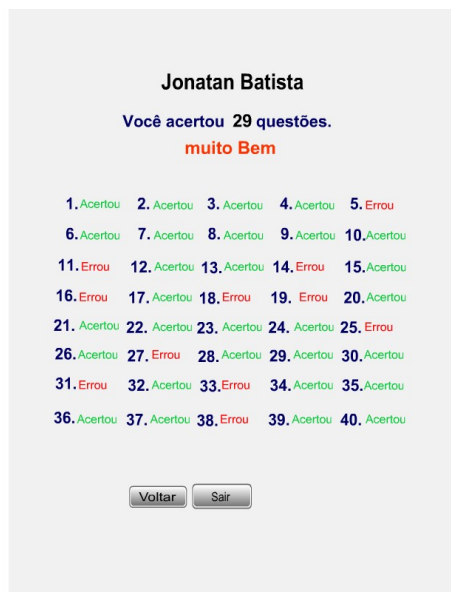 Jonatan Batista
Você acertou 29 questões.
muito Bem
1. Acertou 2. Acertou 3. Acertou 4. Acertou 5. Errou
6. Acertou 7. Acertou 8. Acertou 9. Acertou 10. Acertou
11. Errou 12. Acertou 13. Acertou 14. Errou 15. Acertou
16. Errou 17. Acertou 18. Errou 19. Errou 20. Acertou
21. Acertou 22. Acertou 23. Acertou 24. Acertou 25. Errou
26. Acertou 27. Errou 28. Acertou 29. Acertou 30. Acertou
31. Errou 32. Acertou 33. Errou 34. Acertou 35. Acertou
36. Acertou 37. Acertou 38. Errou 39. Acertou 40. Acertou
Voltar Sair